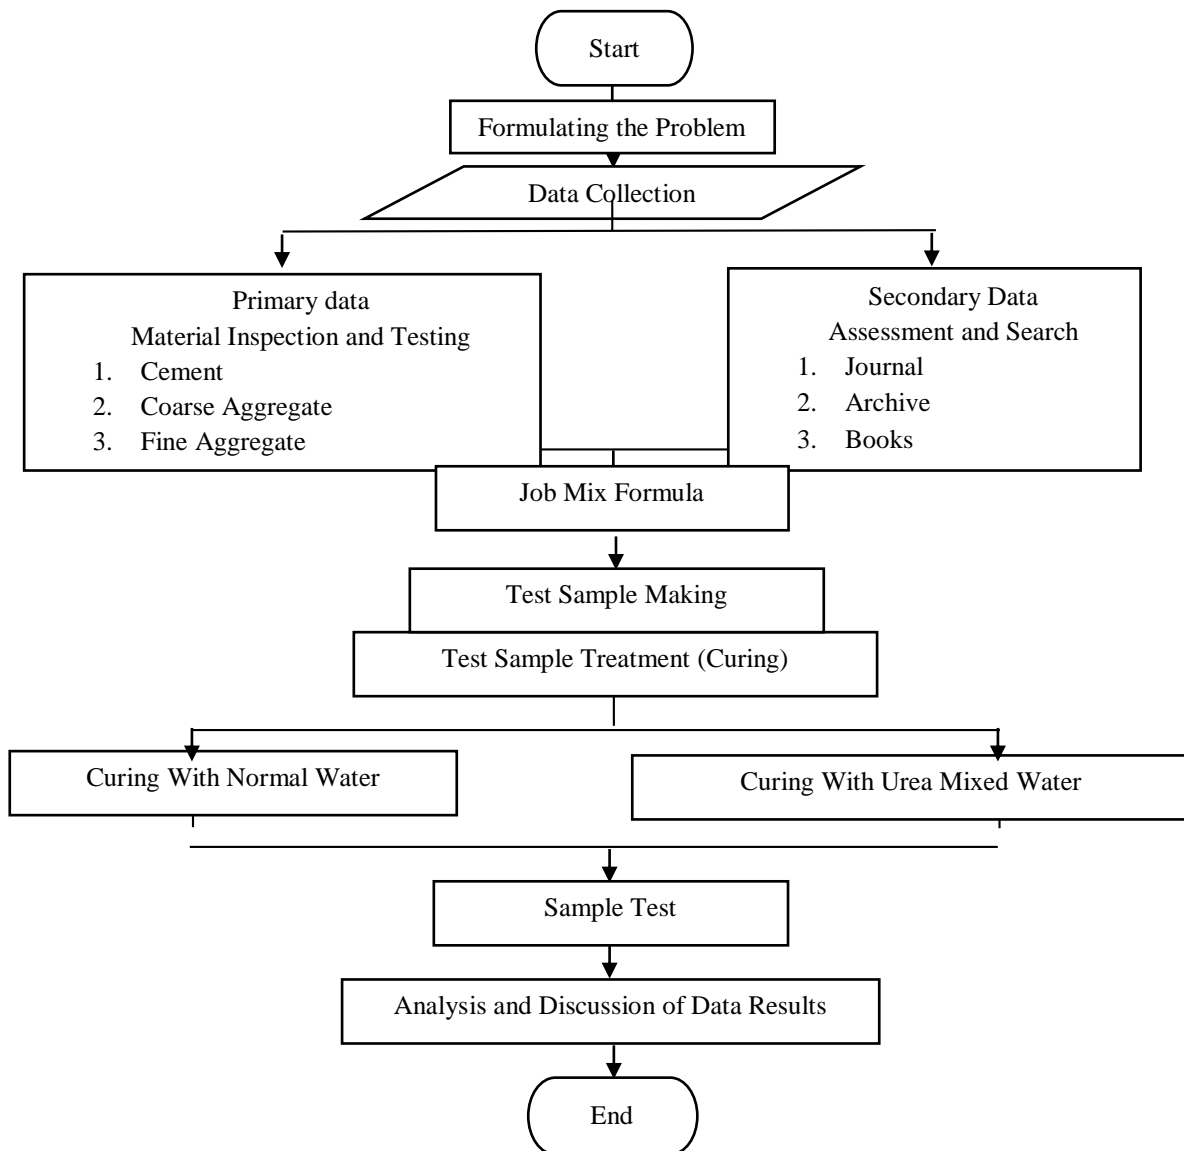 Start
Formulating the Problem
Data Collection
Primary data
Material Inspection and Testing
1. Cement
2. Coarse Aggregate
3. Fine Aggregate
Secondary Data
Assessment and Search
1. Journal
2. Archive
3. Books
Job Mix Formula
Test Sample Making
Test Sample Treatment (Curing)
Curing With Normal Water
Curing With Urea Mixed Water
Sample Test
Analysis and Discussion of Data Results
End